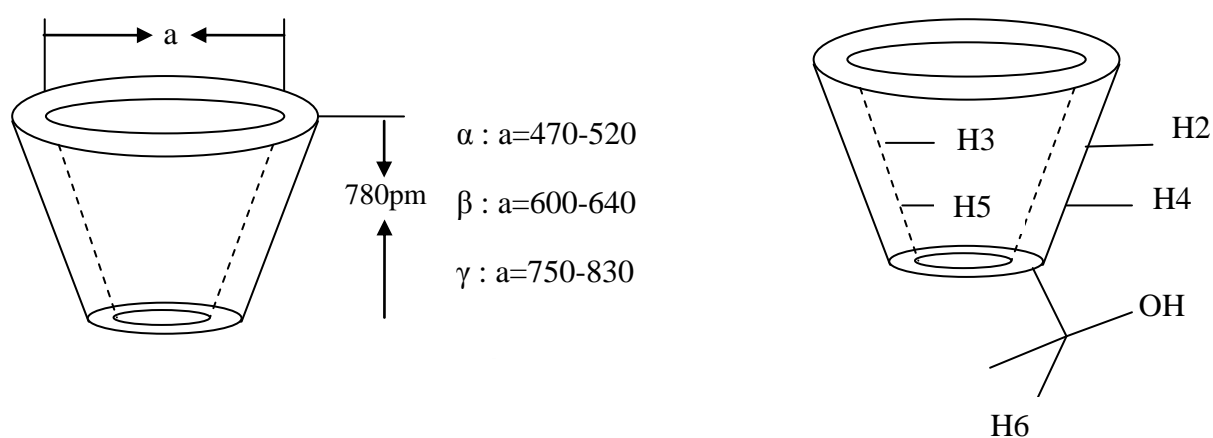 a
α : a=470-520
780pm
β : a=600-640
γ : a=750-830
H3
H2
H5
H4
OH
H6